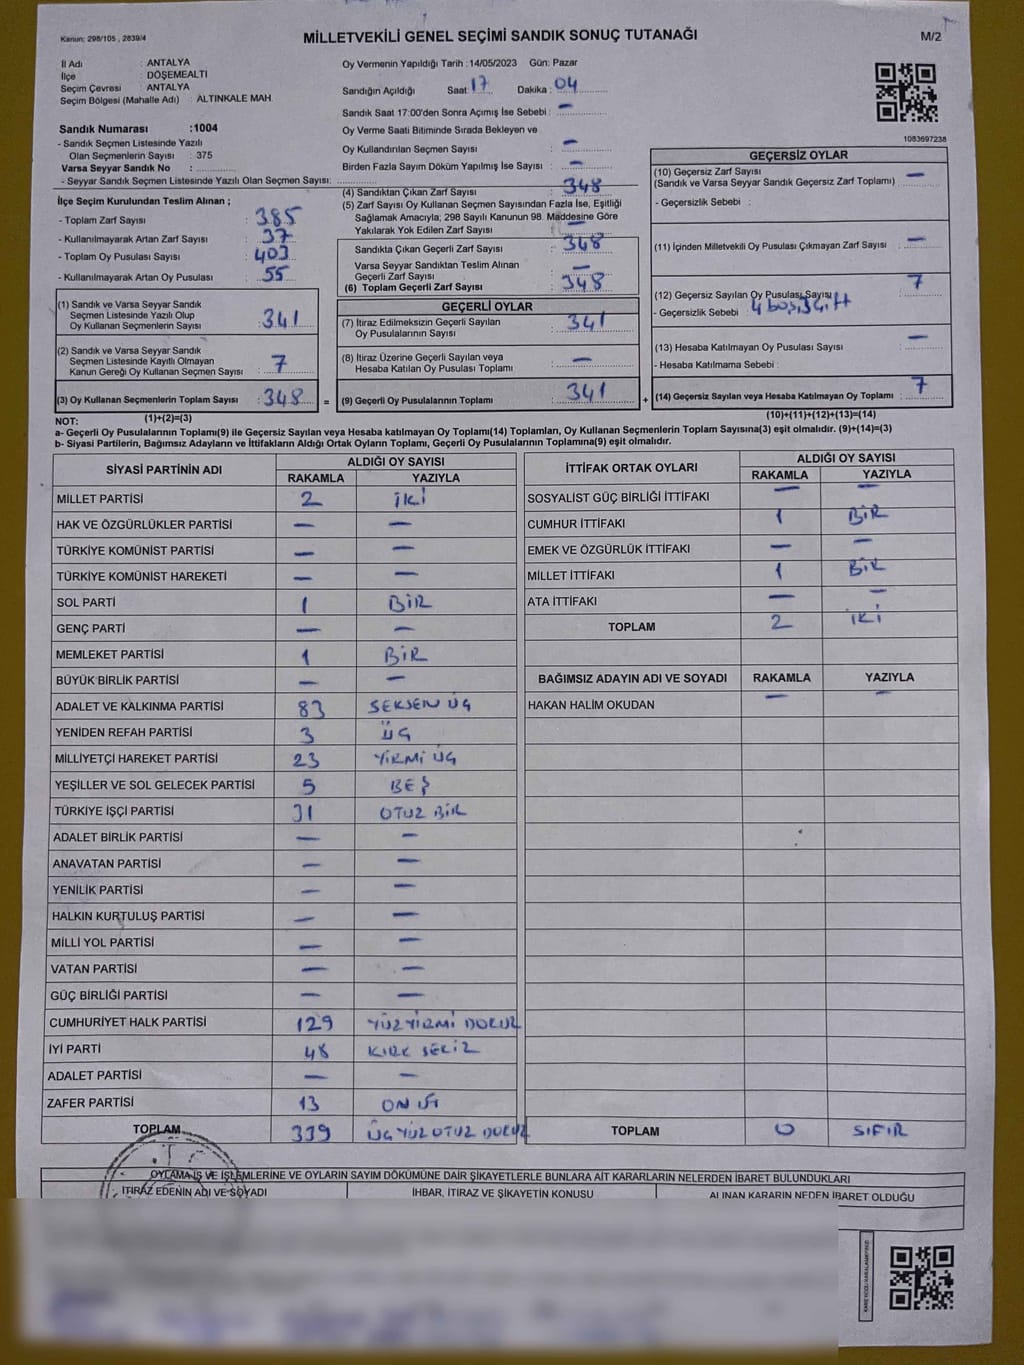 Kanun: 298/105 , 2839/4
MİLLETVEKİLİ GENEL SEÇİMİ SANDIK SONUÇ TUTANAĞI
M/2
İl Adı : ANTALYA
İlçe : DÖŞEMEALTI
Seçim Çevresi : ANTALYA
Seçim Bölgesi (Mahalle Adı) : ALTINKALE MAH.
Sandık Numarası :1004
- Sandık Seçmen Listesinde Yazılı
Olan Seçmenlerin Sayısı : 375
Varsa Seyyar Sandık No :
- Seyyar Sandık Seçmen Listesinde Yazılı Olan Seçmen Sayısı:
Oy Vermenin Yapıldığı Tarih :14/05/2023 Gün: Pazar
Sandığın Açıldığı Saat: 17 Dakika : 04
Sandık Saat 17:00'den Sonra Açımış İse Sebebi : —
Oy Verme Saati Bitiminde Sırada Bekleyen ve
Oy Kullandırılan Seçmen Sayısı : —
Birden Fazla Sayım Döküm Yapılmış İse Sayısı : —
1083697238
İlçe Seçim Kurulundan Teslim Alınan ;
- Toplam Zarf Sayısı : 385
- Kullanılmayarak Artan Zarf Sayısı : 37
- Toplam Oy Pusulası Sayısı : 403
- Kullanılmayarak Artan Oy Pusulası : 55
(1) Sandık ve Varsa Seyyar Sandık
Seçmen Listesinde Yazılı Olup
Oy Kullanan Seçmenlerin Sayısı : 341
(2) Sandık ve Varsa Seyyar Sandık
Seçmen Listesinde Kayıtlı Olmayan
Kanun Gereği Oy Kullanan Seçmen Sayısı : 7
(3) Oy Kullanan Seçmenlerin Toplam Sayısı : 348 =
(1)+(2)=(3)
(4) Sandıktan Çıkan Zarf Sayısı : 348
(5) Zarf Sayısı Oy Kullanan Seçmen Sayısından Fazla İse, Eşitliği
Sağlamak Amacıyla; 298 Sayılı Kanunun 98. Maddesine Göre
Yakılarak Yok Edilen Zarf Sayısı : —
Sandıkta Çıkan Geçerli Zarf Sayısı : 348
Varsa Seyyar Sandıktan Teslim Alınan
Geçerli Zarf Sayısı : —
(6) Toplam Geçerli Zarf Sayısı : 348
GEÇERLİ OYLAR
(7) İtiraz Edilmeksizin Geçerli Sayılan
Oy Pusulalarının Sayısı : 341
(8) İtiraz Üzerine Geçerli Sayılan veya
Hesaba Katılan Oy Pusulası Toplamı : —
(9) Geçerli Oy Pusulalarının Toplamı : 341 +
GEÇERSİZ OYLAR
(10) Geçersiz Zarf Sayısı
(Sandık ve Varsa Seyyar Sandık Geçersiz Zarf Toplamı) : —
- Geçersizlik Sebebi :
(11) İçinden Milletvekili Oy Pusulası Çıkmayan Zarf Sayısı : —
(12) Geçersiz Sayılan Oy Pusulası Sayısı : 7
- Geçersizlik Sebebi : 4 boş, 3 çift
(13) Hesaba Katılmayan Oy Pusulası Sayısı : —
- Hesaba Katılmama Sebebi :
(14) Geçersiz Sayılan veya Hesaba Katılmayan Oy Toplamı : 7
(10)+(11)+(12)+(13)=(14)
NOT:
a- Geçerli Oy Pusulalarının Toplamı(9) ile Geçersiz Sayılan veya Hesaba katılmayan Oy Toplamı(14) Toplamları, Oy Kullanan Seçmenlerin Toplam Sayısına(3) eşit olmalıdır. (9)+(14)=(3)
b- Siyasi Partilerin, Bağımsız Adayların ve İttifakların Aldığı Ortak Oyların Toplamı, Geçerli Oy Pusulalarının Toplamına(9) eşit olmalıdır.
SİYASİ PARTİNİN ADI ALDIĞI OY SAYISI
RAKAMLA YAZIYLA
MİLLET PARTİSİ 2 İKİ
HAK VE ÖZGÜRLÜKLER PARTİSİ — —
TÜRKİYE KOMÜNİST PARTİSİ — —
TÜRKİYE KOMÜNİST HAREKETİ — —
SOL PARTİ 1 BİR
GENÇ PARTİ — —
MEMLEKET PARTİSİ 1 BİR
BÜYÜK BİRLİK PARTİSİ — —
ADALET VE KALKINMA PARTİSİ 83 SEKSEN ÜÇ
YENİDEN REFAH PARTİSİ 3 ÜÇ
MİLLİYETÇİ HAREKET PARTİSİ 23 YİRMİ ÜÇ
YEŞİLLER VE SOL GELECEK PARTİSİ 5 BEŞ
TÜRKİYE İŞÇİ PARTİSİ 31 OTUZ BİR
ADALET BİRLİK PARTİSİ — —
ANAVATAN PARTİSİ — —
YENİLİK PARTİSİ — —
HALKIN KURTULUŞ PARTİSİ — —
MİLLİ YOL PARTİSİ — —
VATAN PARTİSİ — —
GÜÇ BİRLİĞİ PARTİSİ — —
CUMHURİYET HALK PARTİSİ 129 YÜZ YİRMİ DOKUZ
İYİ PARTİ 48 KIRK SEKİZ
ADALET PARTİSİ — —
ZAFER PARTİSİ 13 ON ÜÇ
TOPLAM 339 ÜÇ YÜZ OTUZ DOKUZ
İTTİFAK ORTAK OYLARI ALDIĞI OY SAYISI
RAKAMLA YAZIYLA
SOSYALIST GÜÇ BİRLİĞİ İTTİFAKI — —
CUMHUR İTTİFAKI 1 BİR
EMEK VE ÖZGÜRLÜK İTTİFAKI — —
MİLLET İTTİFAKI 1 BİR
ATA İTTİFAKI — —
TOPLAM 2 İKİ
BAĞIMSIZ ADAYIN ADI VE SOYADI RAKAMLA YAZIYLA
HAKAN HALİM OKUDAN — —
TOPLAM 0 SIFIR
OYLAMA İŞ VE İŞLEMLERİNE VE OYLARIN SAYIM DÖKÜMÜNE DAİR ŞİKAYETLERLE BUNLARA AİT KARARLARIN NELERDEN İBARET BULUNDUKLARI
İTİRAZ EDENİN ADI VE SOYADI İHBAR, İTİRAZ VE ŞİKAYETİN KONUSU ALINAN KARARIN NEDEN İBARET OLDUĞU